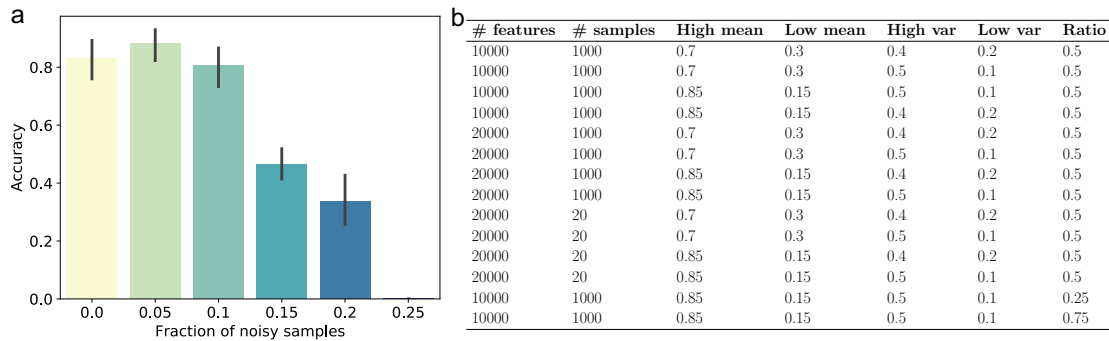 a
Accuracy
0.8
0.6
0.4
0.2
0.0
0.0 0.05 0.1 0.15 0.2 0.25
Fraction of noisy samples
b
# features # samples High mean Low mean High var Low var Ratio
10000 1000 0.7 0.3 0.4 0.2 0.5
10000 1000 0.7 0.3 0.5 0.1 0.5
10000 1000 0.85 0.15 0.5 0.1 0.5
10000 1000 0.85 0.15 0.4 0.2 0.5
20000 1000 0.7 0.3 0.4 0.2 0.5
20000 1000 0.7 0.3 0.5 0.1 0.5
20000 1000 0.85 0.15 0.4 0.2 0.5
20000 1000 0.85 0.15 0.5 0.1 0.5
20000 20 0.7 0.3 0.4 0.2 0.5
20000 20 0.7 0.3 0.5 0.1 0.5
20000 20 0.85 0.15 0.4 0.2 0.5
20000 20 0.85 0.15 0.5 0.1 0.5
10000 1000 0.85 0.15 0.5 0.1 0.25
10000 1000 0.85 0.15 0.5 0.1 0.75